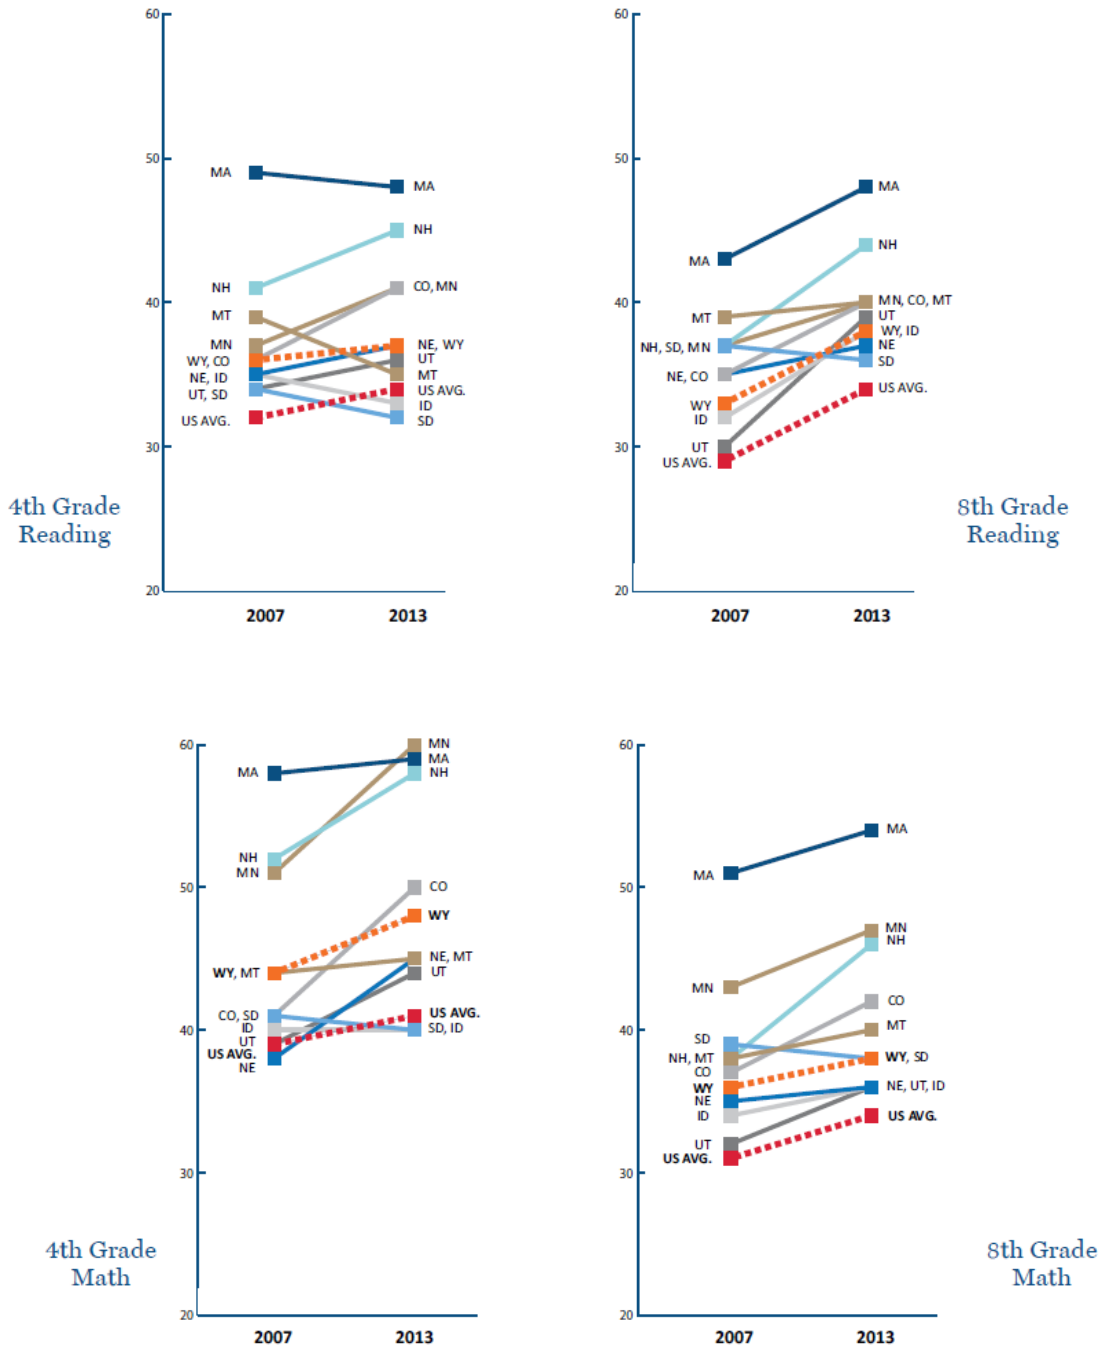 60
50
40
30
20
MA
NH
MT
MN
WY, CO
NE, ID
UT, SD
US AVG.
MA
NH
CO, MN
NE, WY
UT
MT
US AVG.
ID
SD
2007 2013
4th Grade
Reading
60
50
40
30
20
MA
MT
NH, SD, MN
NE, CO
WY
ID
UT
US AVG.
MA
NH
MN, CO, MT
UT
WY, ID
NE
SD
US AVG.
2007 2013
8th Grade
Reading
60
50
40
30
20
MA
NH
MN
WY, MT
CO, SD
ID
UT
US AVG.
NE
MN
MA
NH
CO
WY
NE, MT
UT
US AVG.
SD, ID
2007 2013
4th Grade
Math
60
50
40
30
20
MA
MN
SD
NH, MT
CO
WY
NE
ID
UT
US AVG.
MA
MN
NH
CO
MT
WY, SD
NE, UT, ID
US AVG.
2007 2013
8th Grade
Math